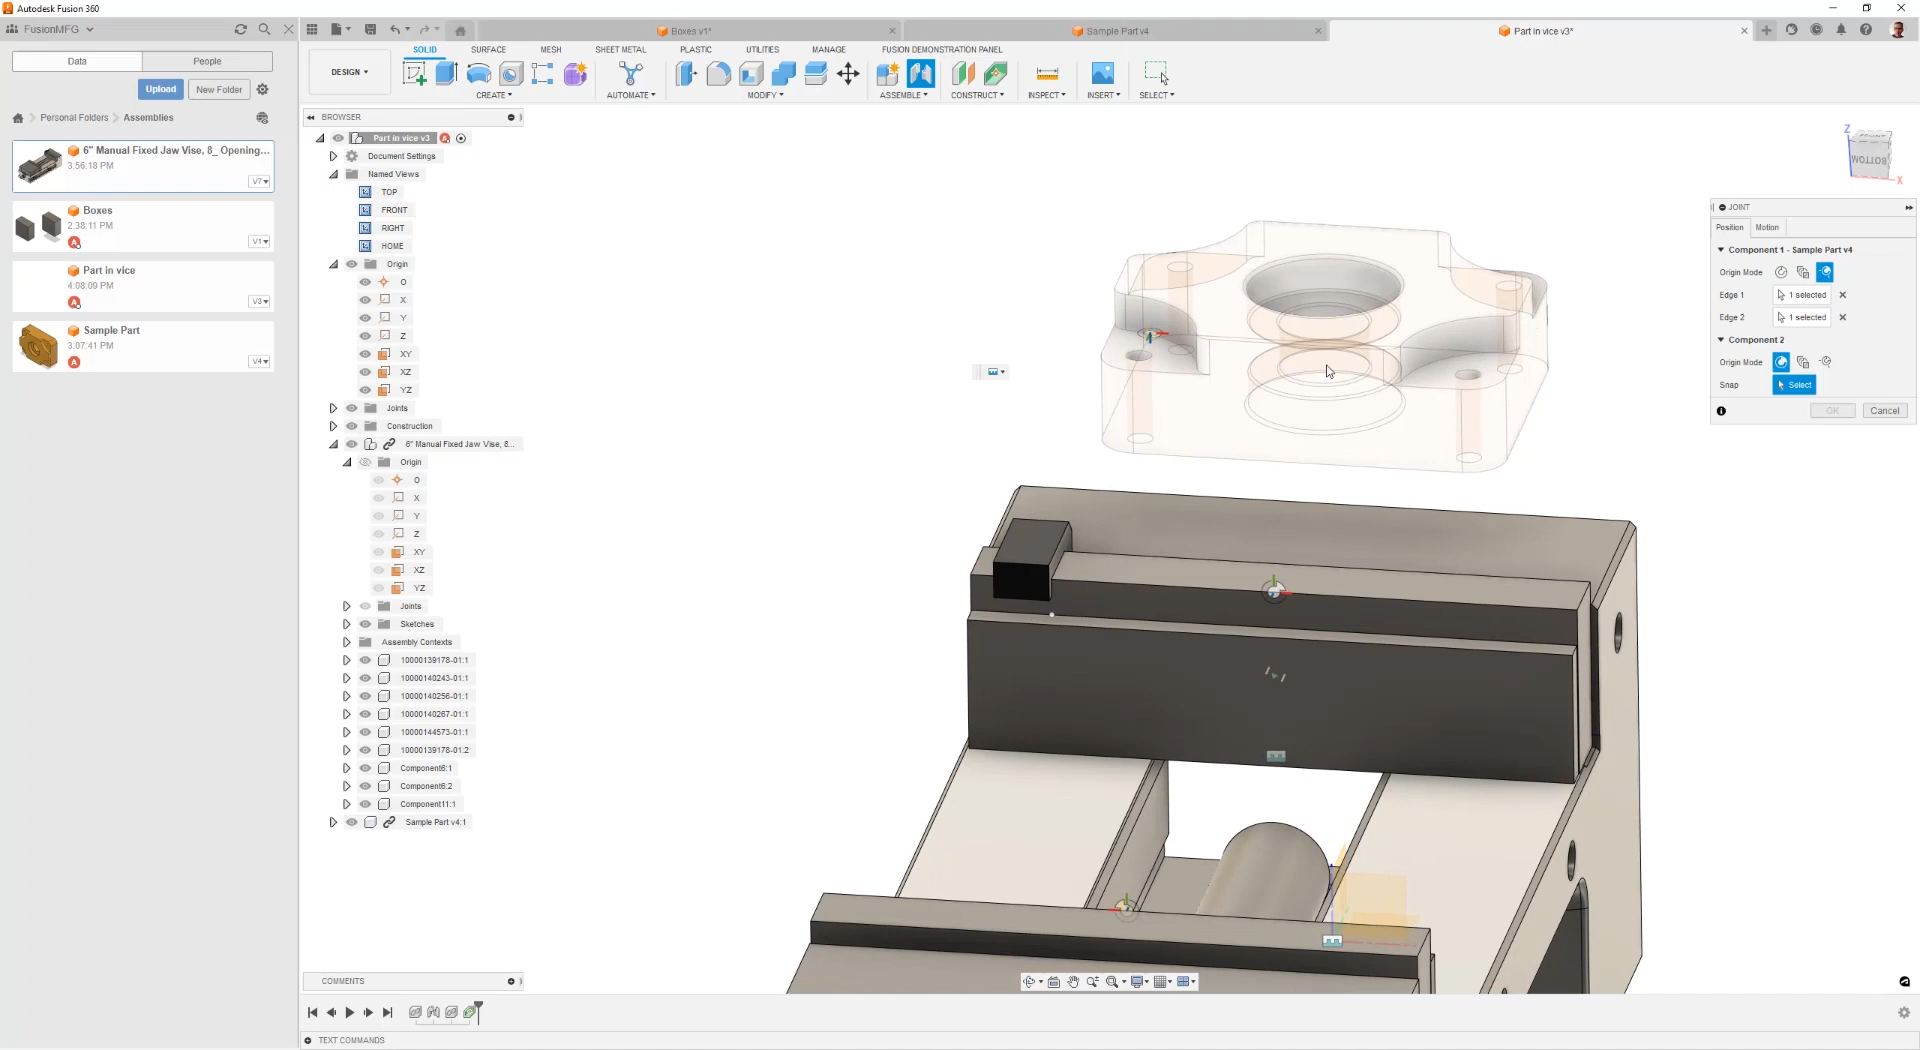 Autodesk Fusion 360
FusionMFG
Boxes v1*
Sample Part v4
Part in vice v3*
Data
People
Upload
New Folder
Personal Folders
Assemblies
6" Manual Fixed Jaw Vise, 8_ Opening...
3:56:18 PM
V7
Boxes
2:38:11 PM
V1
Part in vice
4:08:09 PM
V3
Sample Part
3:07:41 PM
V4
DESIGN
SOLID
SURFACE
MESH
SHEET METAL
PLASTIC
UTILITIES
MANAGE
FUSION DEMONSTRATION PANEL
CREATE
AUTOMATE
MODIFY
ASSEMBLE
CONSTRUCT
INSPECT
INSERT
SELECT
BROWSER
Part in vice v3
Document Settings
Named Views
TOP
FRONT
RIGHT
HOME
Origin
O
X
Y
Z
XY
XZ
YZ
Joints
Construction
6" Manual Fixed Jaw Vise, 8...
Origin
O
X
Y
Z
XY
XZ
YZ
Joints
Sketches
Assembly Contexts
10000139178-01:1
10000140243-01:1
10000140256-01:1
10000140267-01:1
10000144573-01:1
10000139178-01:2
Component6:1
Component6:2
Component11:1
Sample Part v4:1
Z
FRONT
BOTTOM
X
JOINT
Position
Motion
Component 1 - Sample Part v4
Origin Mode
Edge 1
1 selected
Edge 2
1 selected
Component 2
Origin Mode
Snap
Select
OK
Cancel
COMMENTS
TEXT COMMANDS